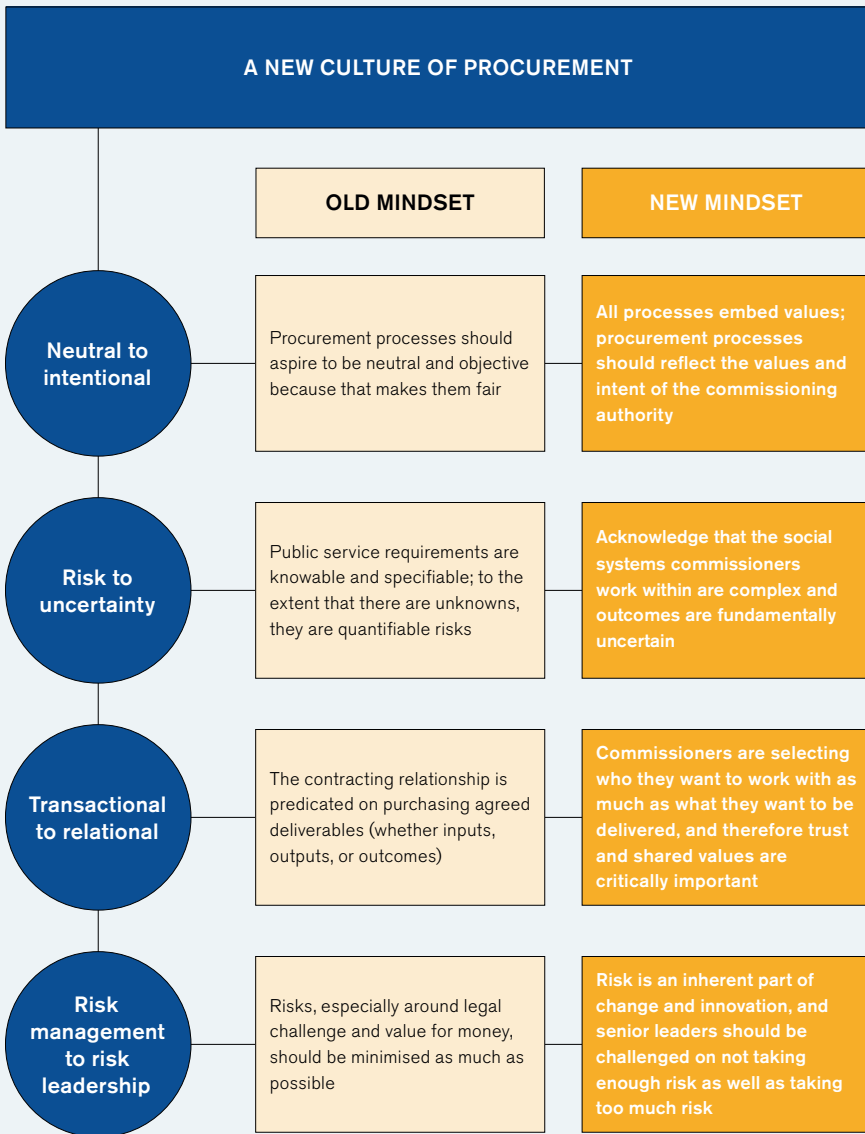 A NEW CULTURE OF PROCUREMENT
OLD MINDSET
NEW MINDSET
Neutral to
intentional
Procurement processes should
aspire to be neutral and objective
because that makes them fair
All processes embed values;
procurement processes
should reflect the values and
intent of the commissioning
authority
Risk to
uncertainty
Public service requirements are
knowable and specifiable; to the
extent that there are unknowns,
they are quantifiable risks
Acknowledge that the social
systems commissioners
work within are complex and
outcomes are fundamentally
uncertain
Transactional
to relational
The contracting relationship is
predicated on purchasing agreed
deliverables (whether inputs,
outputs, or outcomes)
Commissioners are selecting
who they want to work with as
much as what they want to be
delivered, and therefore trust
and shared values are
critically important
Risk
management
to risk
leadership
Risks, especially around legal
challenge and value for money,
should be minimised as much as
possible
Risk is an inherent part of
change and innovation, and
senior leaders should be
challenged on not taking
enough risk as well as taking
too much risk